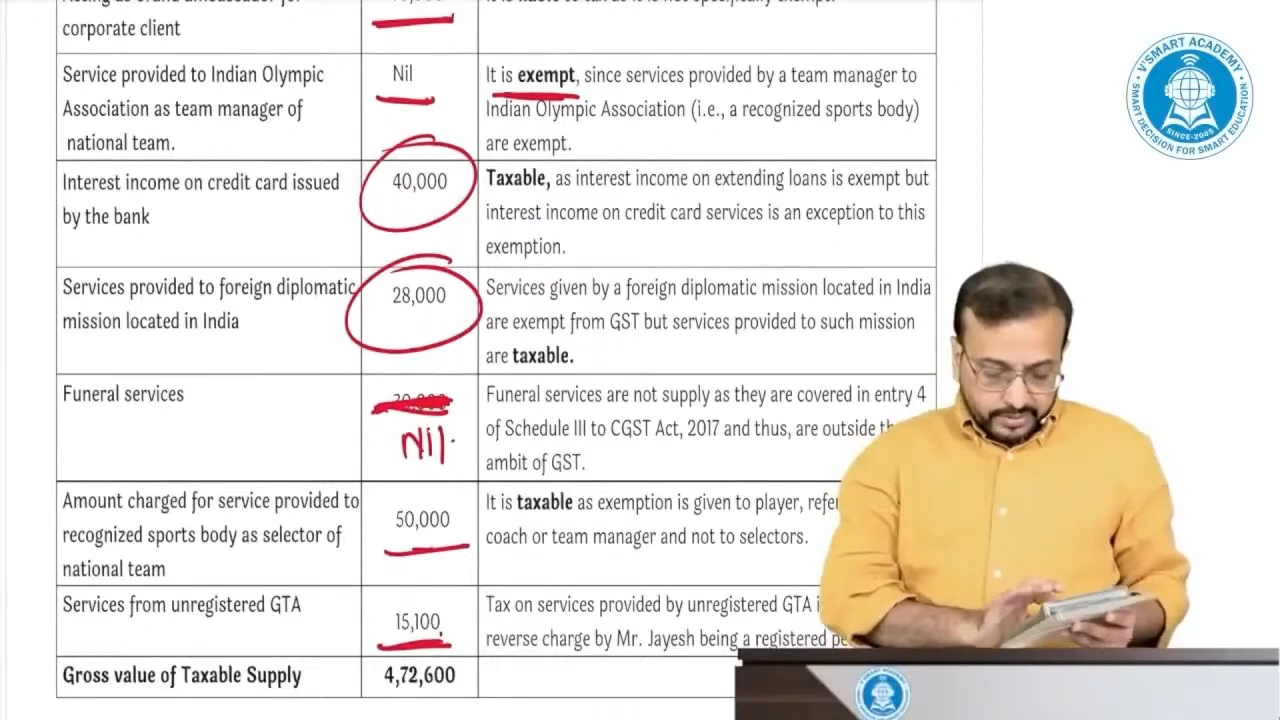 corporate client
Service provided to Indian Olympic
Association as team manager of
national team.
Nil
It is exempt, since services provided by a team manager to
Indian Olympic Association (i.e., a recognized sports body)
are exempt.
Interest income on credit card issued
by the bank
40,000
Taxable, as interest income on extending loans is exempt but
interest income on credit card services is an exception to this
exemption.
Services provided to foreign diplomatic
mission located in India
28,000
Services given by a foreign diplomatic mission located in India
are exempt from GST but services provided to such mission
are taxable.
Funeral services
Nil.
Funeral services are not supply as they are covered in entry 4
of Schedule III to CGST Act, 2017 and thus, are outside
ambit of GST.
Amount charged for service provided to
recognized sports body as selector of
national team
50,000
It is taxable as exemption is given to player,
coach or team manager and not to selectors.
Services from unregistered GTA
15,100
Tax on services provided by unregistered GTA
reverse charge by Mr. Jayesh being a registered
Gross value of Taxable Supply
4,72,600
V'SMART ACADEMY
SINCE-2005
SMART DECISION FOR SMART EDUCATION